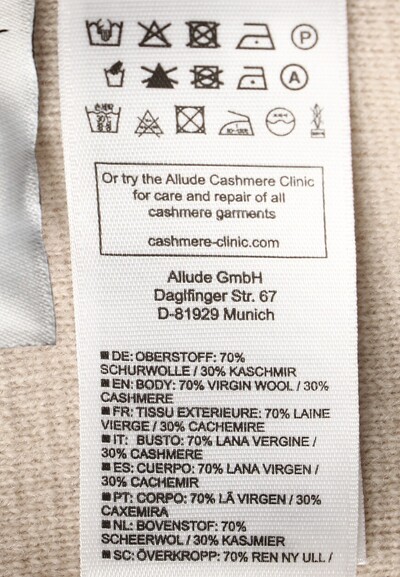 P
A
Or try the Allude Cashmere Clinic
for care and repair of all
cashmere garments
cashmere-clinic.com
Allude GmbH
Daglfinger Str. 67
D-81929 Munich
DE: OBERSTOFF: 70%
SCHURWOLLE / 30% KASCHMIR
EN: BODY: 70% VIRGIN WOOL / 30%
CASHMERE
FR: TISSU EXTERIEURE: 70% LAINE
VIERGE / 30% CACHEMIRE
IT: BUSTO: 70% LANA VERGINE /
30% CASHMERE
ES: CUERPO: 70% LANA VIRGEN /
30% CACHEMIR
PT: CORPO: 70% LÃ VIRGEN / 30%
CAXEMIRA
NL: BOVENSTOF: 70%
SCHEERWOL / 30% KASJMIER
SC: ÖVERKROPP: 70% REN NY ULL /